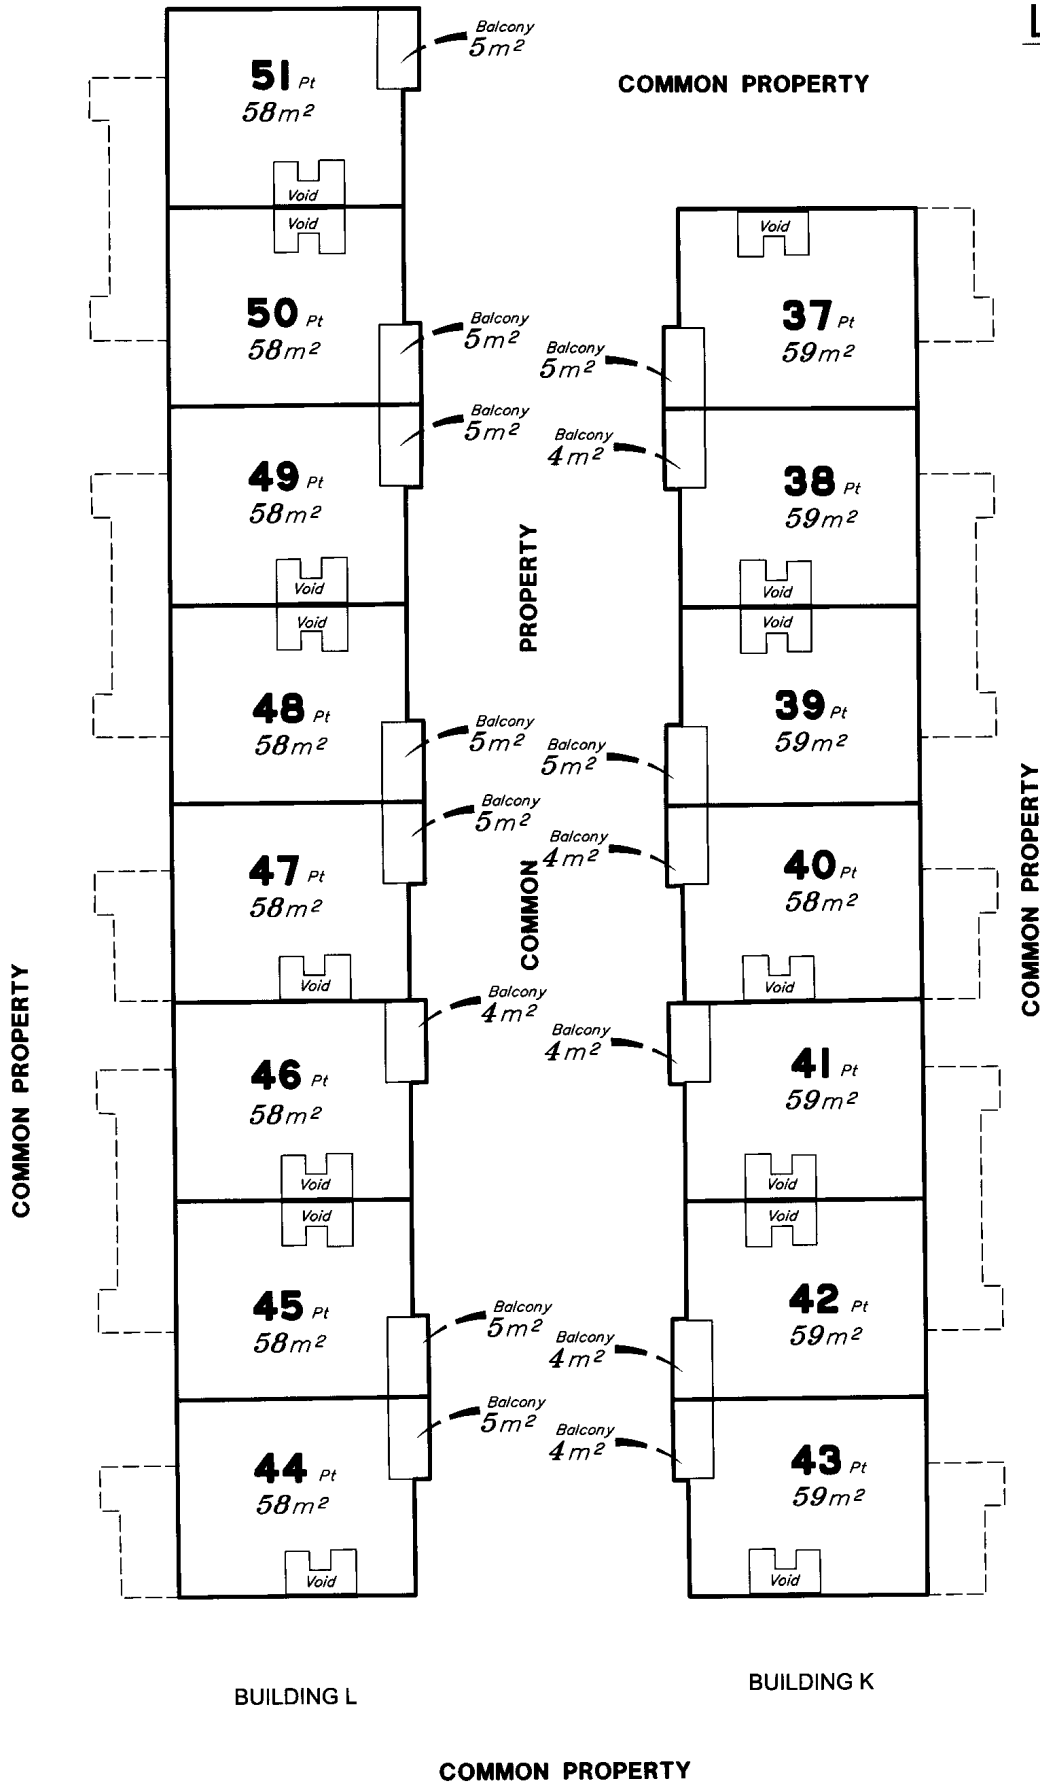 L
Balcony
5m²
COMMON PROPERTY
51 Pt
58m²
Void
Void
50 Pt
58m²
Balcony
5m²
Balcony
5m²
49 Pt
58m²
Void
Void
48 Pt
58m²
Balcony
5m²
Balcony
5m²
47 Pt
58m²
Void
Balcony
4m²
46 Pt
58m²
Void
Void
45 Pt
58m²
Balcony
5m²
Balcony
5m²
44 Pt
58m²
Void
BUILDING L
COMMON PROPERTY
COMMON PROPERTY
Void
37 Pt
59m²
Balcony
5m²
Balcony
4m²
38 Pt
59m²
Void
Void
39 Pt
59m²
Balcony
5m²
Balcony
4m²
40 Pt
58m²
Void
Balcony
4m²
41 Pt
59m²
Void
Void
42 Pt
59m²
Balcony
4m²
Balcony
4m²
43 Pt
59m²
Void
BUILDING K
COMMON PROPERTY
COMMON PROPERTY